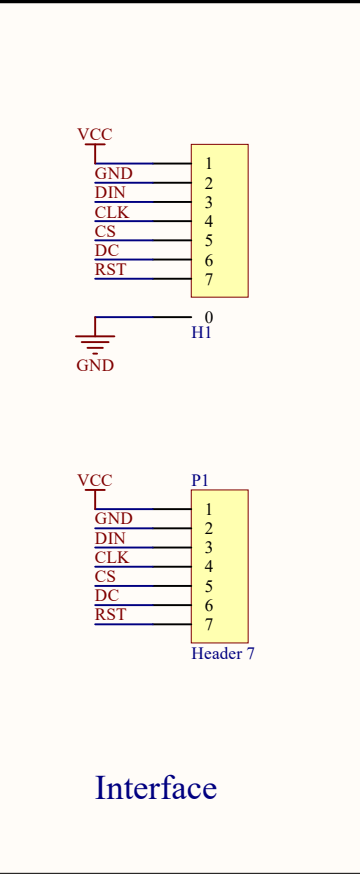 VCC
1
GND
2
DIN
3
CLK
4
CS
5
DC
6
RST
7
0
H1
GND
VCC
P1
1
GND
2
DIN
3
CLK
4
CS
5
DC
6
RST
7
Header 7
Interface